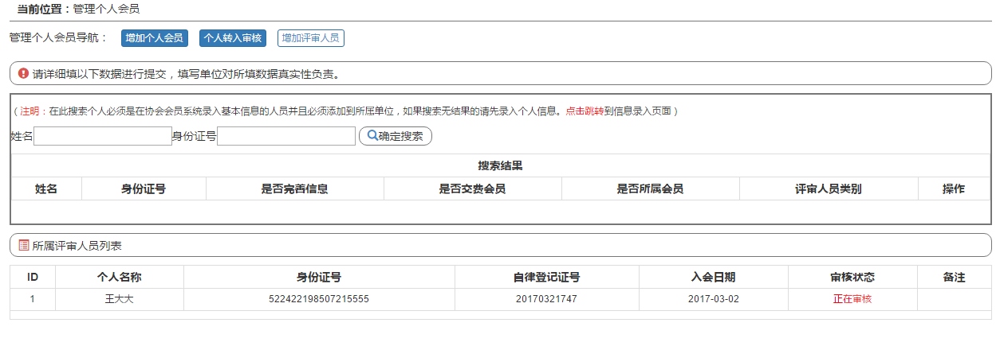 当前位置：管理个人会员
管理个人会员导航： 增加个人会员 个人转入审核 增加评审人员
请详细填以下数据进行提交，填写单位对所填数据真实性负责。
（注明：在此搜索个人必须是在协会会员系统录入基本信息的人员并且必须添加到所属单位，如果搜索无结果的请先录入个人信息。点击跳转到信息录入页面）
姓名 身份证号 确定搜索
搜索结果
姓名 身份证号 是否完善信息 是否交费会员 是否所属会员 评审人员类别 操作
所属评审人员列表
ID 个人名称 身份证号 自律登记证号 入会日期 审核状态 备注
1 王大大 522422198507215555 20170321747 2017-03-02 正在审核